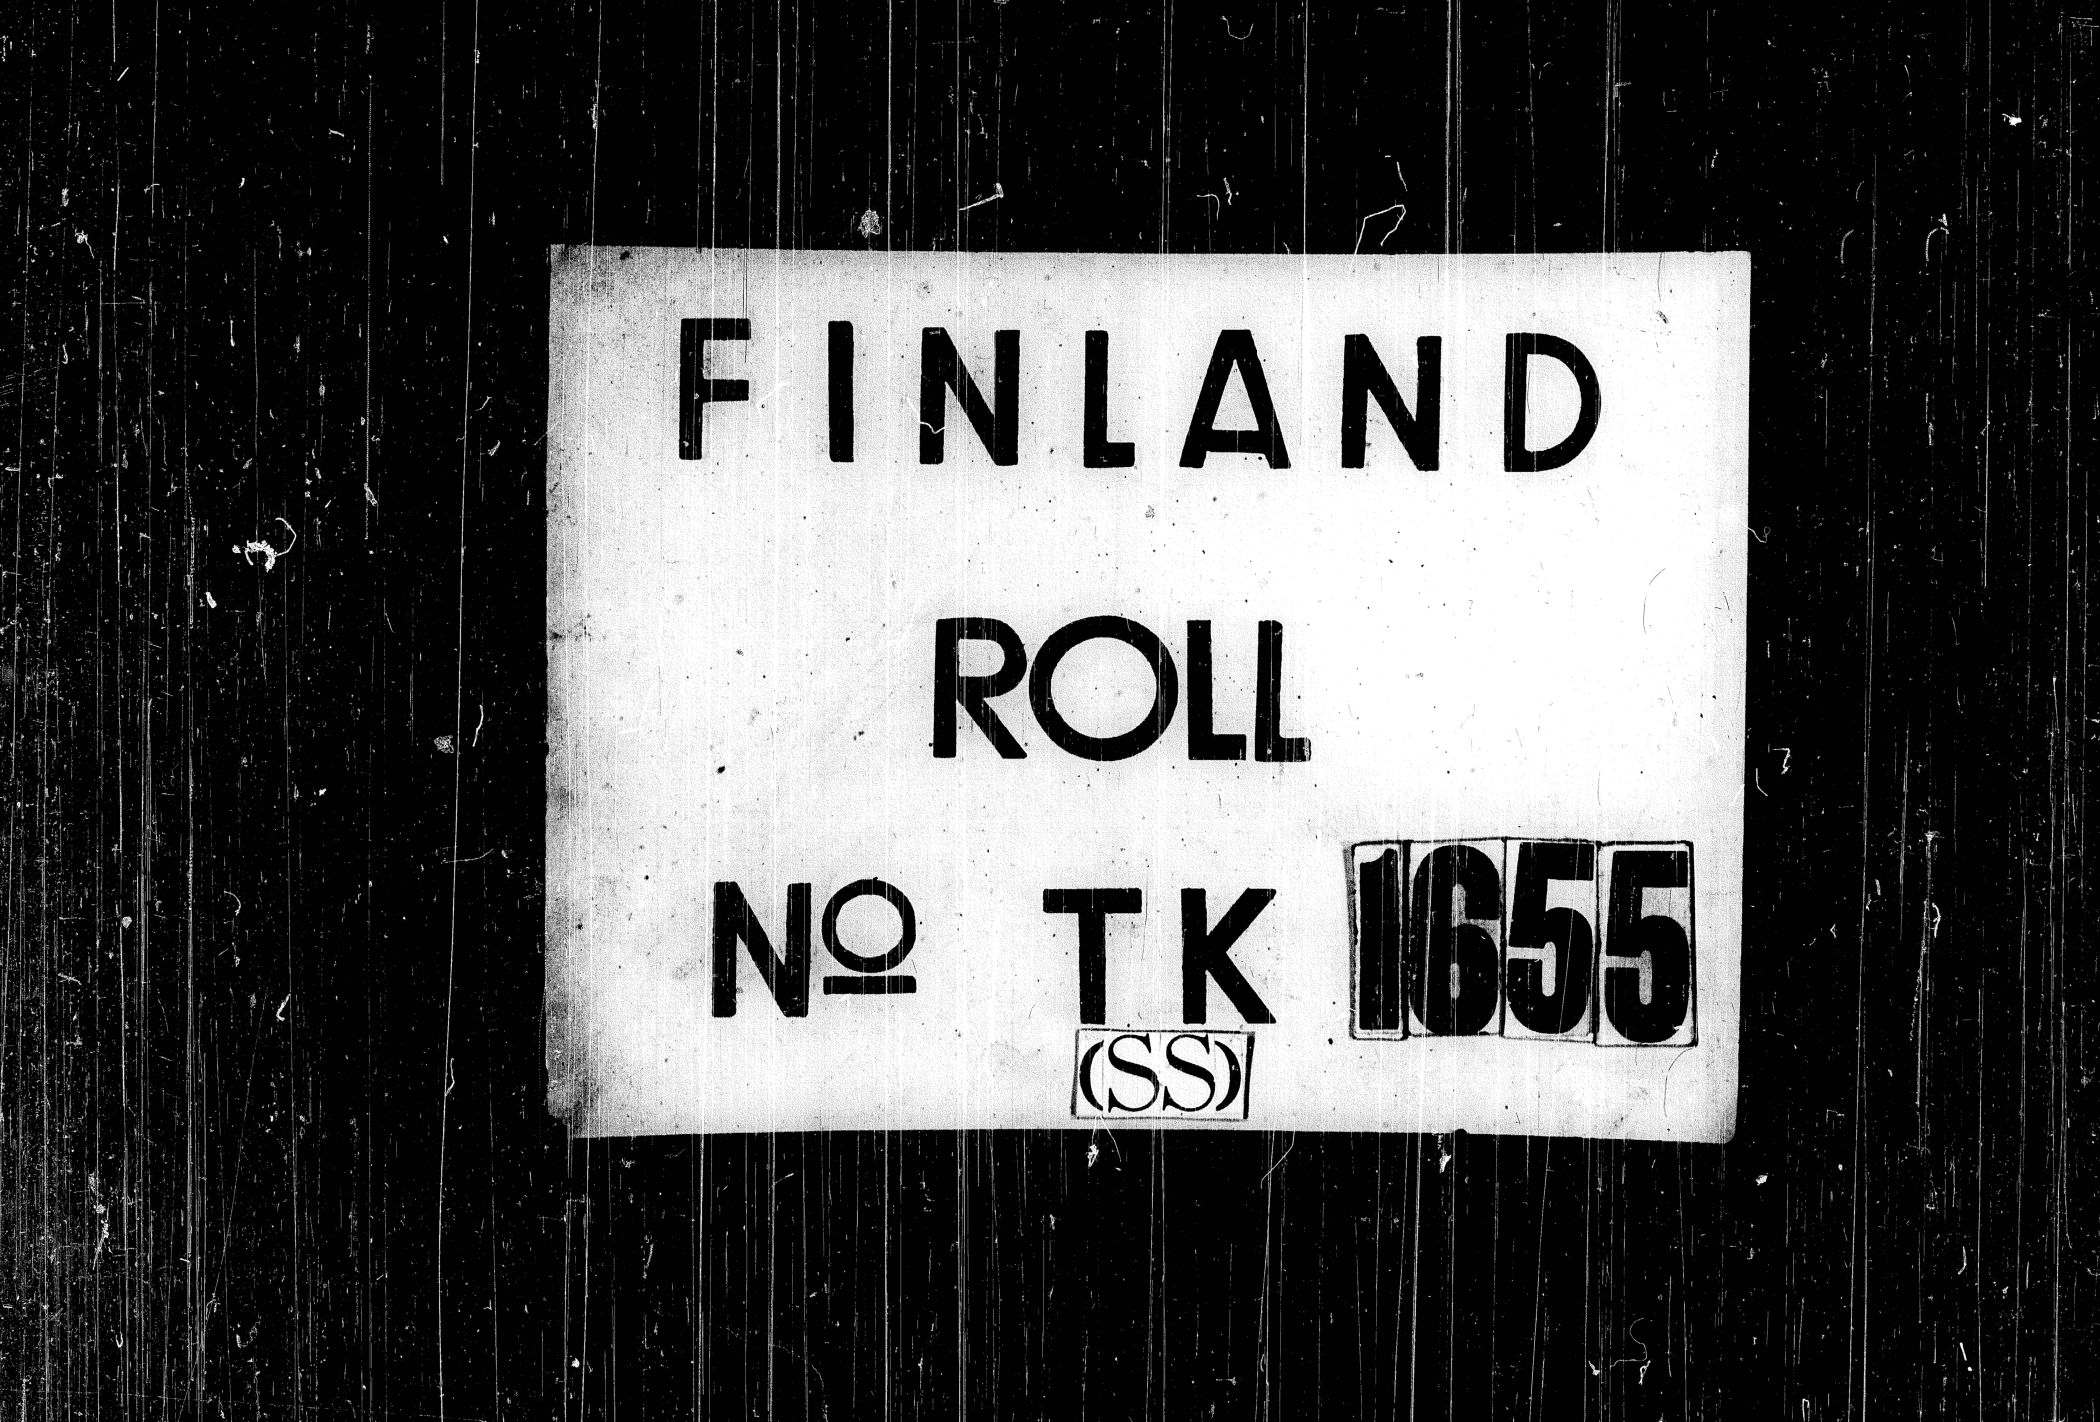 FINLAND
ROLL
Nº TK 1655
(SS)